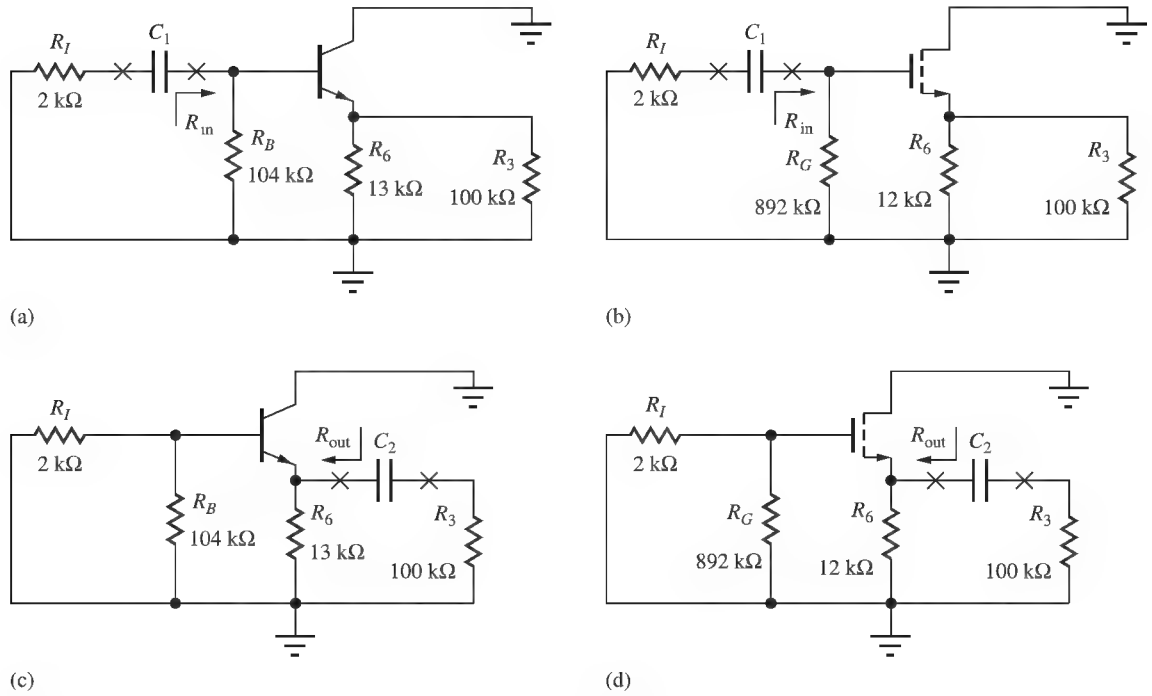 R_I
2 kΩ
C_1
R_in
R_B
104 kΩ
R_6
13 kΩ
R_3
100 kΩ
(a)
R_I
2 kΩ
C_1
R_in
R_G
892 kΩ
R_6
12 kΩ
R_3
100 kΩ
(b)
R_I
2 kΩ
R_B
104 kΩ
R_out
C_2
R_6
13 kΩ
R_3
100 kΩ
(c)
R_I
2 kΩ
R_G
892 kΩ
R_out
C_2
R_6
12 kΩ
R_3
100 kΩ
(d)